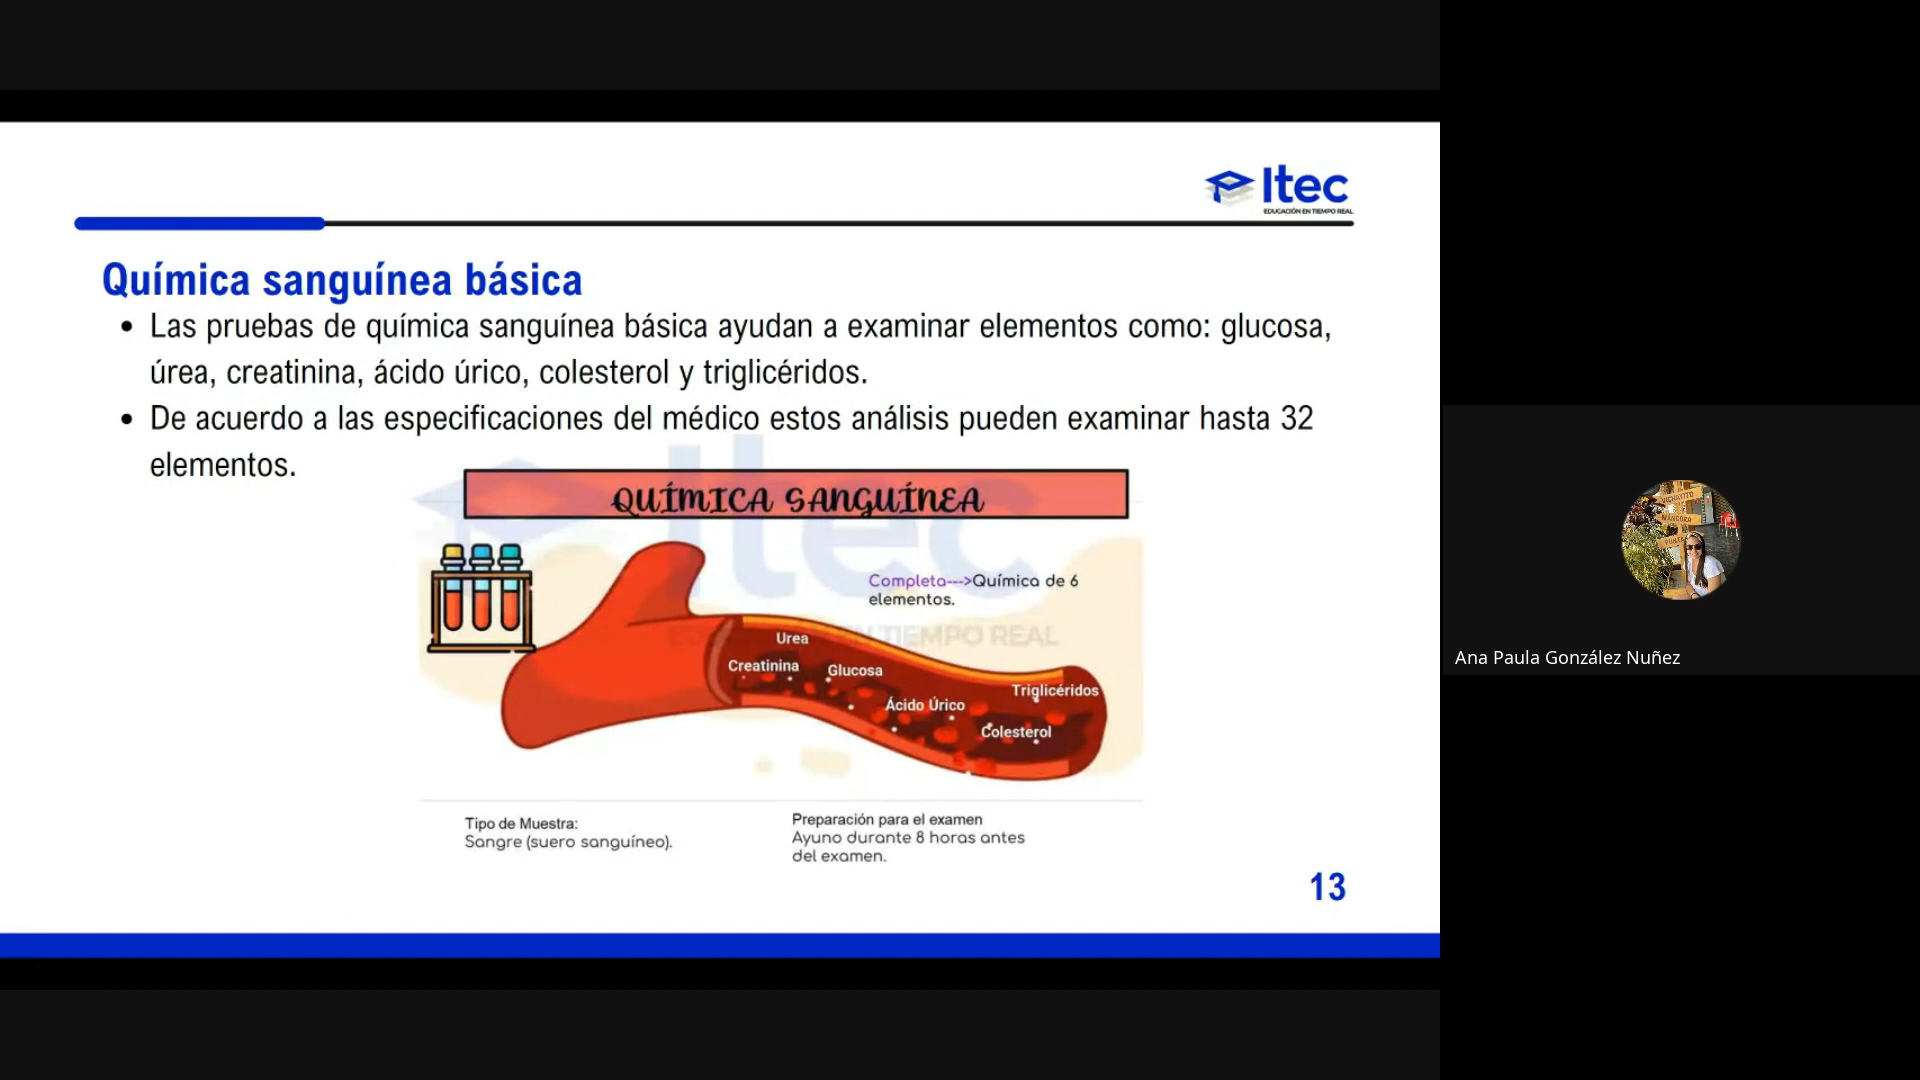 Itec
EDUCACIÓN EN TIEMPO REAL
Química sanguínea básica
• Las pruebas de química sanguínea básica ayudan a examinar elementos como: glucosa,
úrea, creatinina, ácido úrico, colesterol y triglicéridos.
• De acuerdo a las especificaciones del médico estos análisis pueden examinar hasta 32
elementos.
QUÍMICA SANGUÍNEA
Completa--->Química de 6
elementos.
Urea
Creatinina
Glucosa
Ácido Úrico
Triglicéridos
Colesterol
Tipo de Muestra:
Sangre (suero sanguíneo).
Preparación para el examen
Ayuno durante 8 horas antes
del examen.
13
Ana Paula González Nuñez